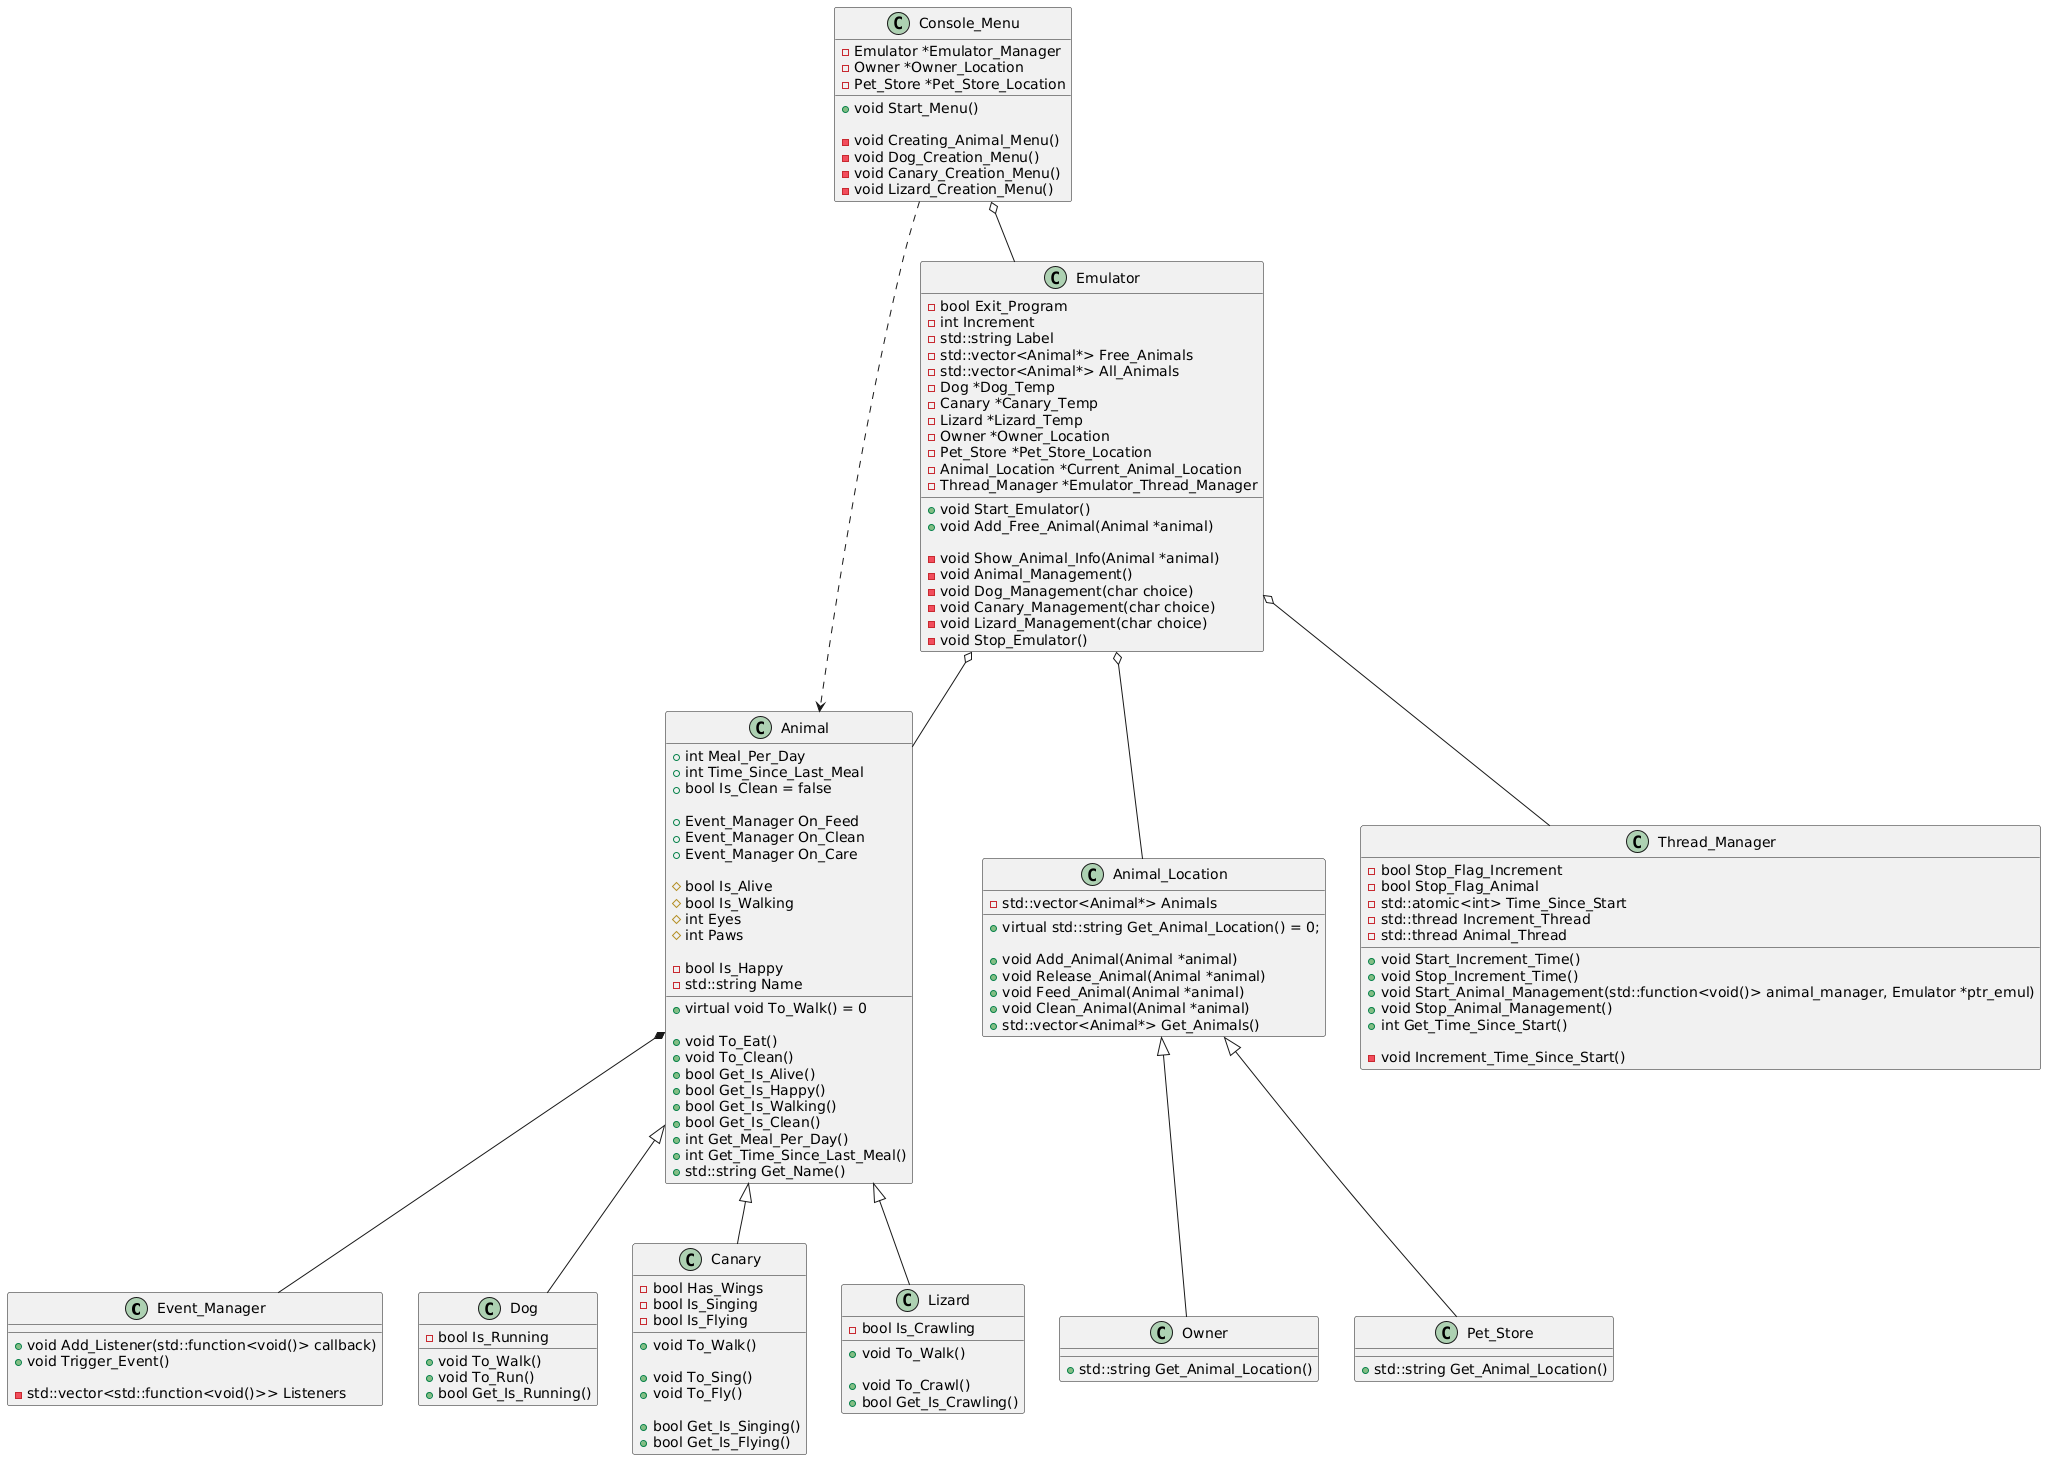 C Console_Menu
Emulator *Emulator_Manager
Owner *Owner_Location
Pet_Store *Pet_Store_Location
void Start_Menu()
void Creating_Animal_Menu()
void Dog_Creation_Menu()
void Canary_Creation_Menu()
void Lizard_Creation_Menu()
C Emulator
bool Exit_Program
int Increment
std::string Label
std::vector<Animal*> Free_Animals
std::vector<Animal*> All_Animals
Dog *Dog_Temp
Canary *Canary_Temp
Lizard *Lizard_Temp
Owner *Owner_Location
Pet_Store *Pet_Store_Location
Animal_Location *Current_Animal_Location
Thread_Manager *Emulator_Thread_Manager
void Start_Emulator()
void Add_Free_Animal(Animal *animal)
void Show_Animal_Info(Animal *animal)
void Animal_Management()
void Dog_Management(char choice)
void Canary_Management(char choice)
void Lizard_Management(char choice)
void Stop_Emulator()
C Animal
int Meal_Per_Day
int Time_Since_Last_Meal
bool Is_Clean = false
Event_Manager On_Feed
Event_Manager On_Clean
Event_Manager On_Care
bool Is_Alive
bool Is_Walking
int Eyes
int Paws
bool Is_Happy
std::string Name
virtual void To_Walk() = 0
void To_Eat()
void To_Clean()
bool Get_Is_Alive()
bool Get_Is_Happy()
bool Get_Is_Walking()
bool Get_Is_Clean()
int Get_Meal_Per_Day()
int Get_Time_Since_Last_Meal()
std::string Get_Name()
C Animal_Location
std::vector<Animal*> Animals
virtual std::string Get_Animal_Location() = 0;
void Add_Animal(Animal *animal)
void Release_Animal(Animal *animal)
void Feed_Animal(Animal *animal)
void Clean_Animal(Animal *animal)
std::vector<Animal*> Get_Animals()
C Thread_Manager
bool Stop_Flag_Increment
bool Stop_Flag_Animal
std::atomic<int> Time_Since_Start
std::thread Increment_Thread
std::thread Animal_Thread
void Start_Increment_Time()
void Stop_Increment_Time()
void Start_Animal_Management(std::function<void()> animal_manager, Emulator *ptr_emul)
void Stop_Animal_Management()
int Get_Time_Since_Start()
void Increment_Time_Since_Start()
C Event_Manager
void Add_Listener(std::function<void()> callback)
void Trigger_Event()
std::vector<std::function<void()>> Listeners
C Dog
bool Is_Running
void To_Walk()
void To_Run()
bool Get_Is_Running()
C Canary
bool Has_Wings
bool Is_Singing
bool Is_Flying
void To_Walk()
void To_Sing()
void To_Fly()
bool Get_Is_Singing()
bool Get_Is_Flying()
C Lizard
bool Is_Crawling
void To_Walk()
void To_Crawl()
bool Get_Is_Crawling()
C Owner
std::string Get_Animal_Location()
C Pet_Store
std::string Get_Animal_Location()